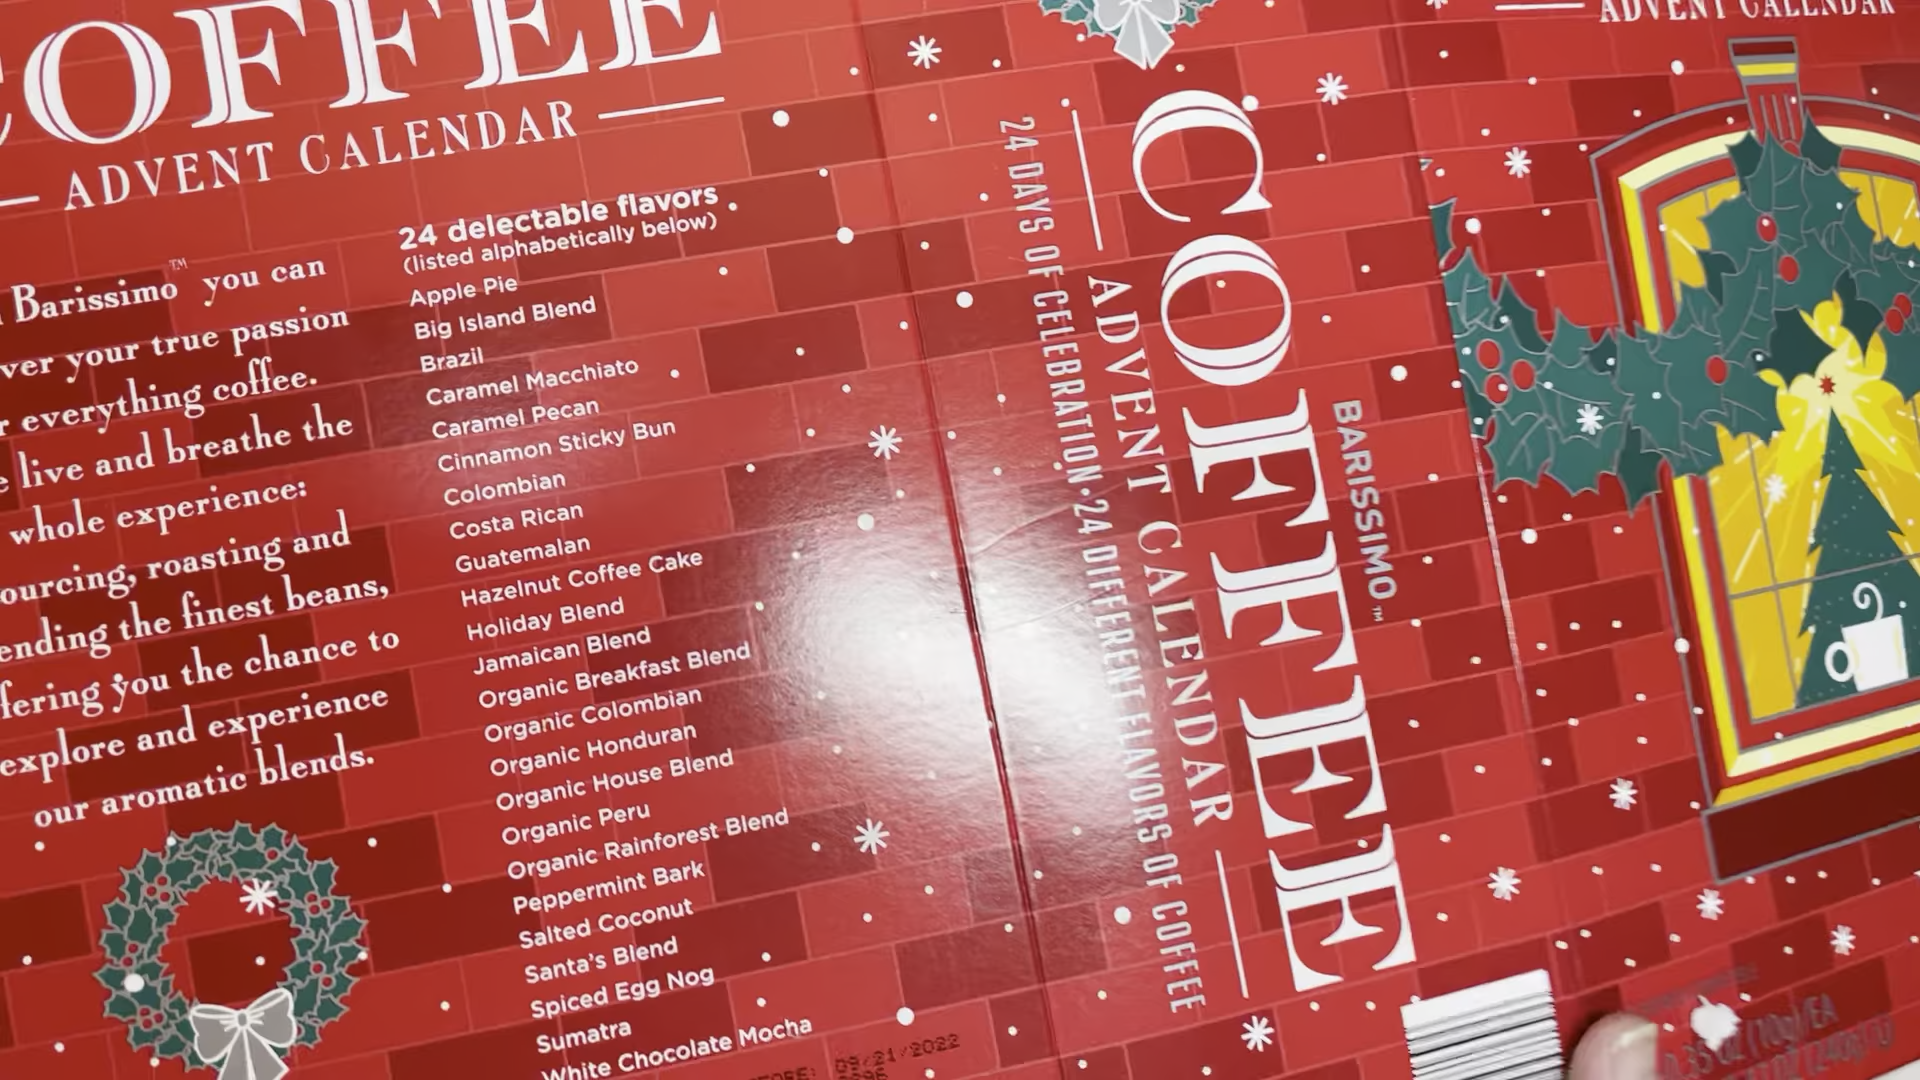 COFFEE
ADVENT CALENDAR
Barissimo™ you can
your true passion
everything coffee.
live and breathe the
whole experience:
roasting and
the finest beans,
you the chance to
explore and experience
our aromatic blends.
24 delectable flavors
(listed alphabetically below)
Apple Pie
Big Island Blend
Brazil
Caramel Macchiato
Caramel Pecan
Cinnamon Sticky Bun
Colombian
Costa Rican
Guatemalan
Hazelnut Coffee Cake
Holiday Blend
Jamaican Blend
Organic Breakfast Blend
Organic Colombian
Organic Honduran
Organic House Blend
Organic Peru
Organic Rainforest Blend
Peppermint Bark
Salted Coconut
Santa's Blend
Spiced Egg Nog
Sumatra
White Chocolate Mocha
09/21/2022
BARISSIMO™
COFFEE
ADVENT CALENDAR
24 DAYS OF CELEBRATION • 24 DIFFERENT FLAVORS OF COFFEE
ADVENT CALENDAR
0.35 OZ (10g)/EA